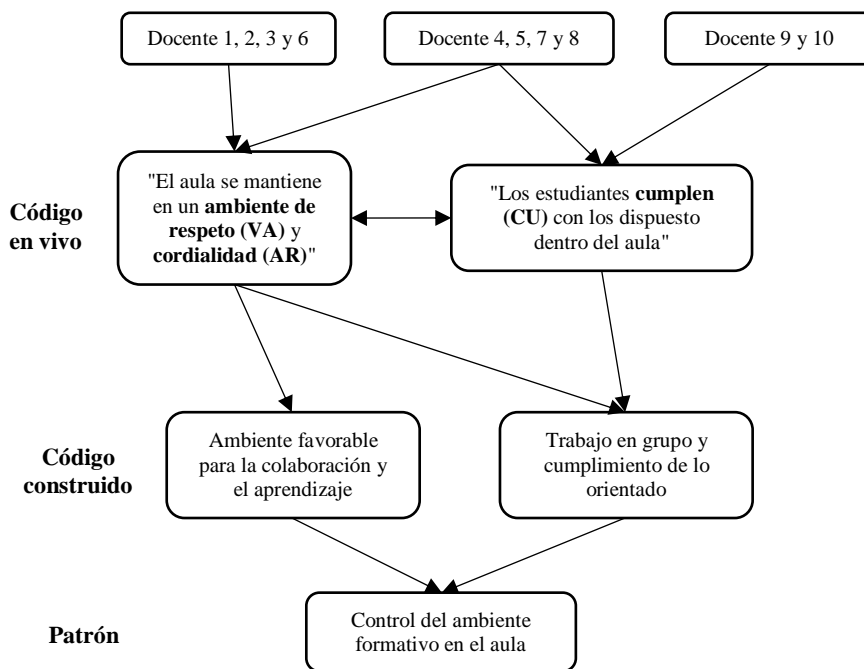 Docente 1, 2, 3 y 6
Docente 4, 5, 7 y 8
Docente 9 y 10
Código
en vivo
"El aula se mantiene
en un ambiente de
respeto (VA) y
cordialidad (AR)"
"Los estudiantes cumplen
(CU) con los dispuesto
dentro del aula"
Código
construido
Ambiente favorable
para la colaboración y
el aprendizaje
Trabajo en grupo y
cumplimiento de lo
orientado
Patrón
Control del ambiente
formativo en el aula